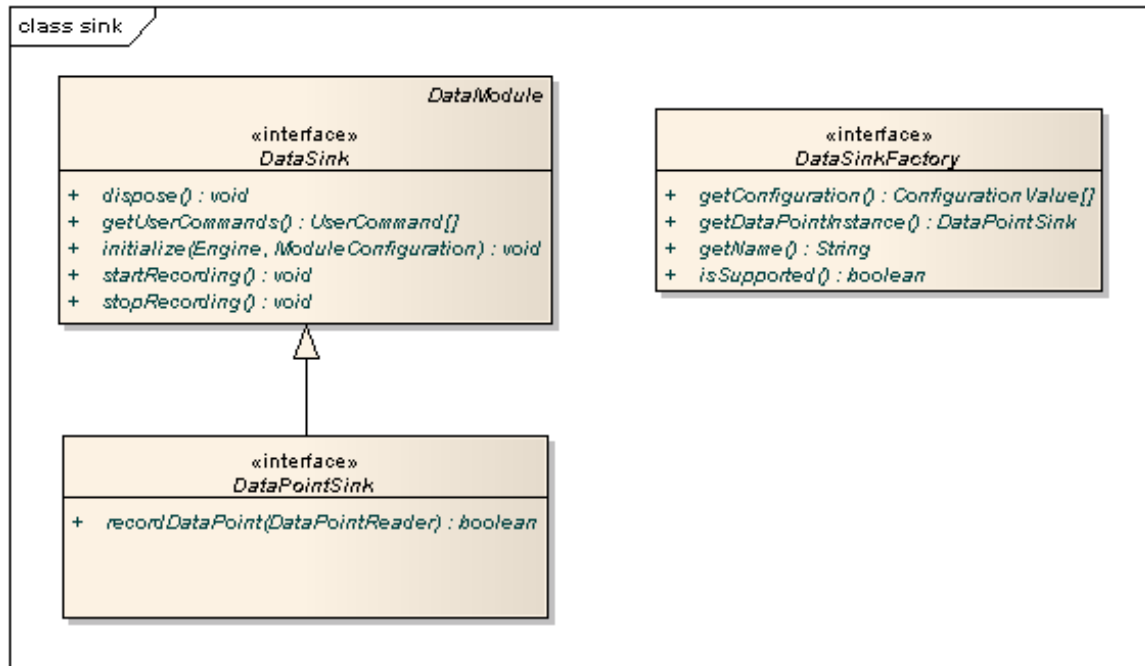 class sink
DataModule
«interface»
DataSink
+ dispose() : void
+ getUserCommands() : UserCommand[]
+ initialize(Engine, ModuleConfiguration) : void
+ startRecording() : void
+ stopRecording() : void
«interface»
DataSinkFactory
+ getConfiguration() : ConfigurationValue[]
+ getDataPointInstance() : DataPointSink
+ getName() : String
+ isSupported() : boolean
«interface»
DataPointSink
+ recordDataPoint(DataPointReader) : boolean